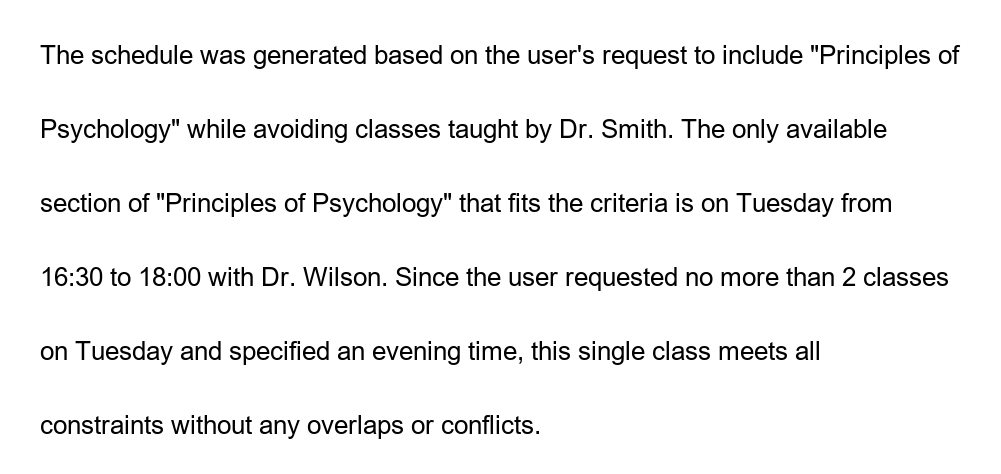 The schedule was generated based on the user's request to include "Principles of
Psychology" while avoiding classes taught by Dr. Smith. The only available
section of "Principles of Psychology" that fits the criteria is on Tuesday from
16:30 to 18:00 with Dr. Wilson. Since the user requested no more than 2 classes
on Tuesday and specified an evening time, this single class meets all
constraints without any overlaps or conflicts.